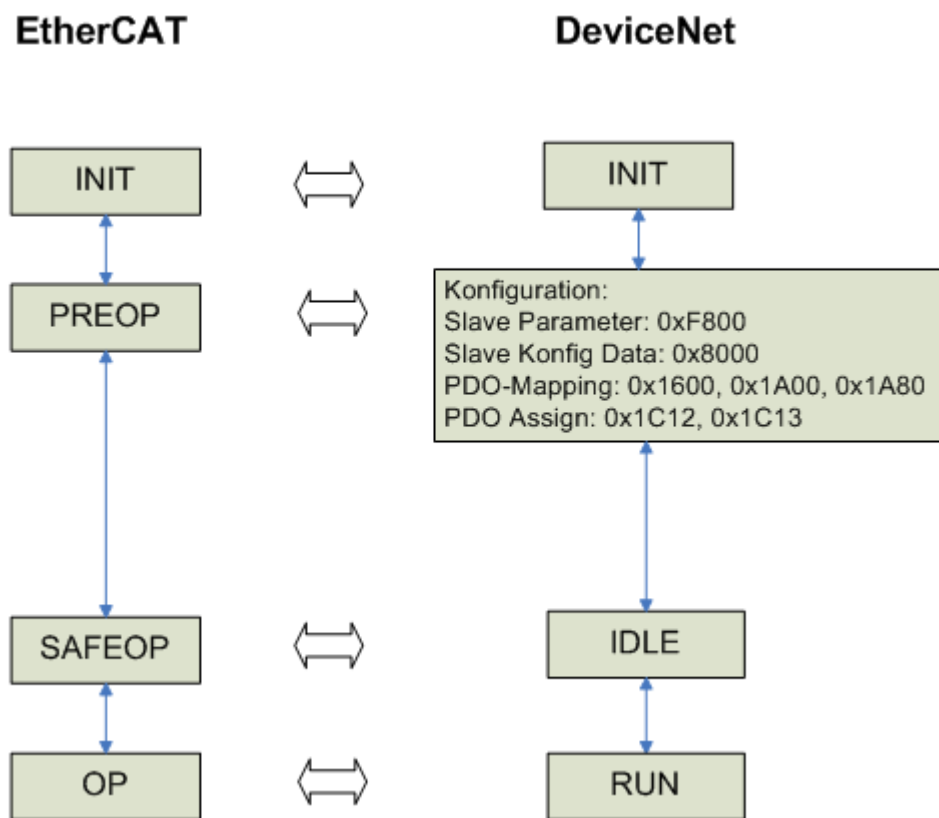 EtherCAT
DeviceNet
INIT
INIT
PREOP
Konfiguration:
Slave Parameter: 0xF800
Slave Konfig Data: 0x8000
PDO-Mapping: 0x1600, 0x1A00, 0x1A80
PDO Assign: 0x1C12, 0x1C13
SAFEOP
IDLE
OP
RUN